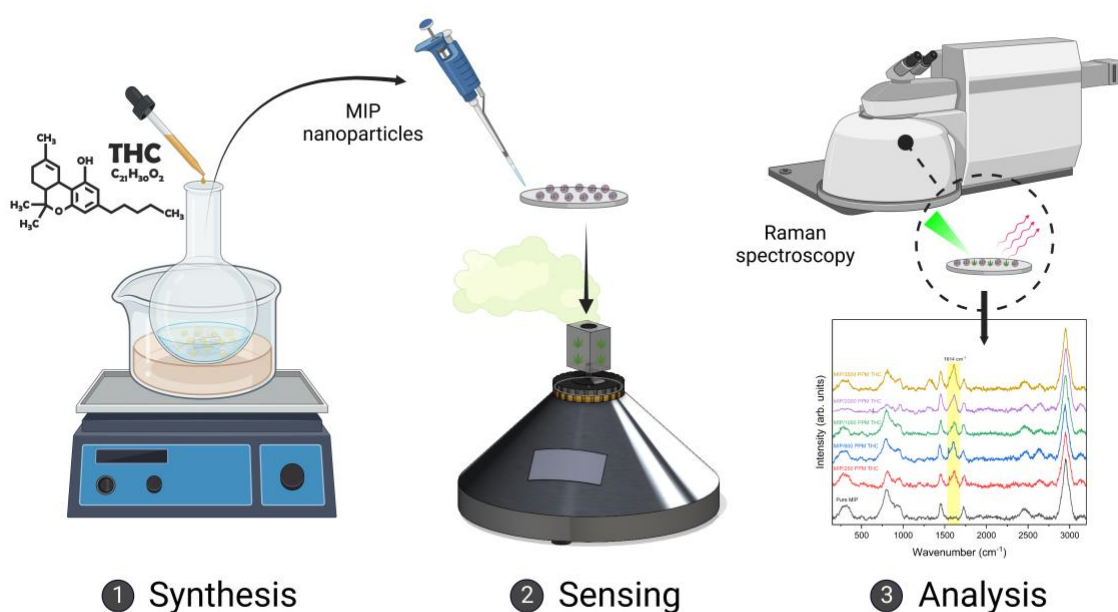 CH₃
OH
THC
C₂₁H₃₀O₂
H₃C
H₃C
O
CH₃
MIP
nanoparticles
Raman
spectroscopy
1614 cm⁻¹
MIP/2000 PPM THC
MIP/1000 PPM THC
MIP/500 PPM THC
MIP/250 PPM THC
Pure MIP
Intensity (arb. units)
500 1000 1500 2000 2500 3000
Wavenumber (cm⁻¹)
1 Synthesis
2 Sensing
3 Analysis